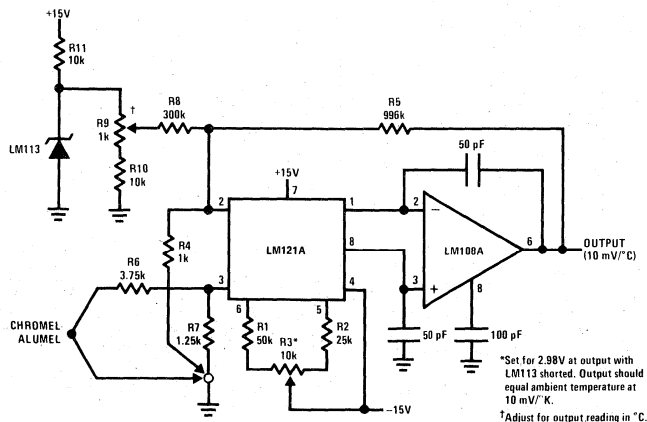 +15V
R11
10k
LM113
†
R9
1k
R10
10k
R8
300k
R5
996k
50 pF
+15V
7
2
1
LM121A
8
3
4
6
5
R4
1k
R6
3.75k
CHROMEL
ALUMEL
R7
1.25k
R1
50k
R3*
10k
R2
25k
−15V
2
−
LM108A
6
3
+
8
50 pF
100 pF
OUTPUT
(10 mV/°C)
*Set for 2.98V at output with
LM113 shorted. Output should
equal ambient temperature at
10 mV/°K.
†Adjust for output reading in °C.